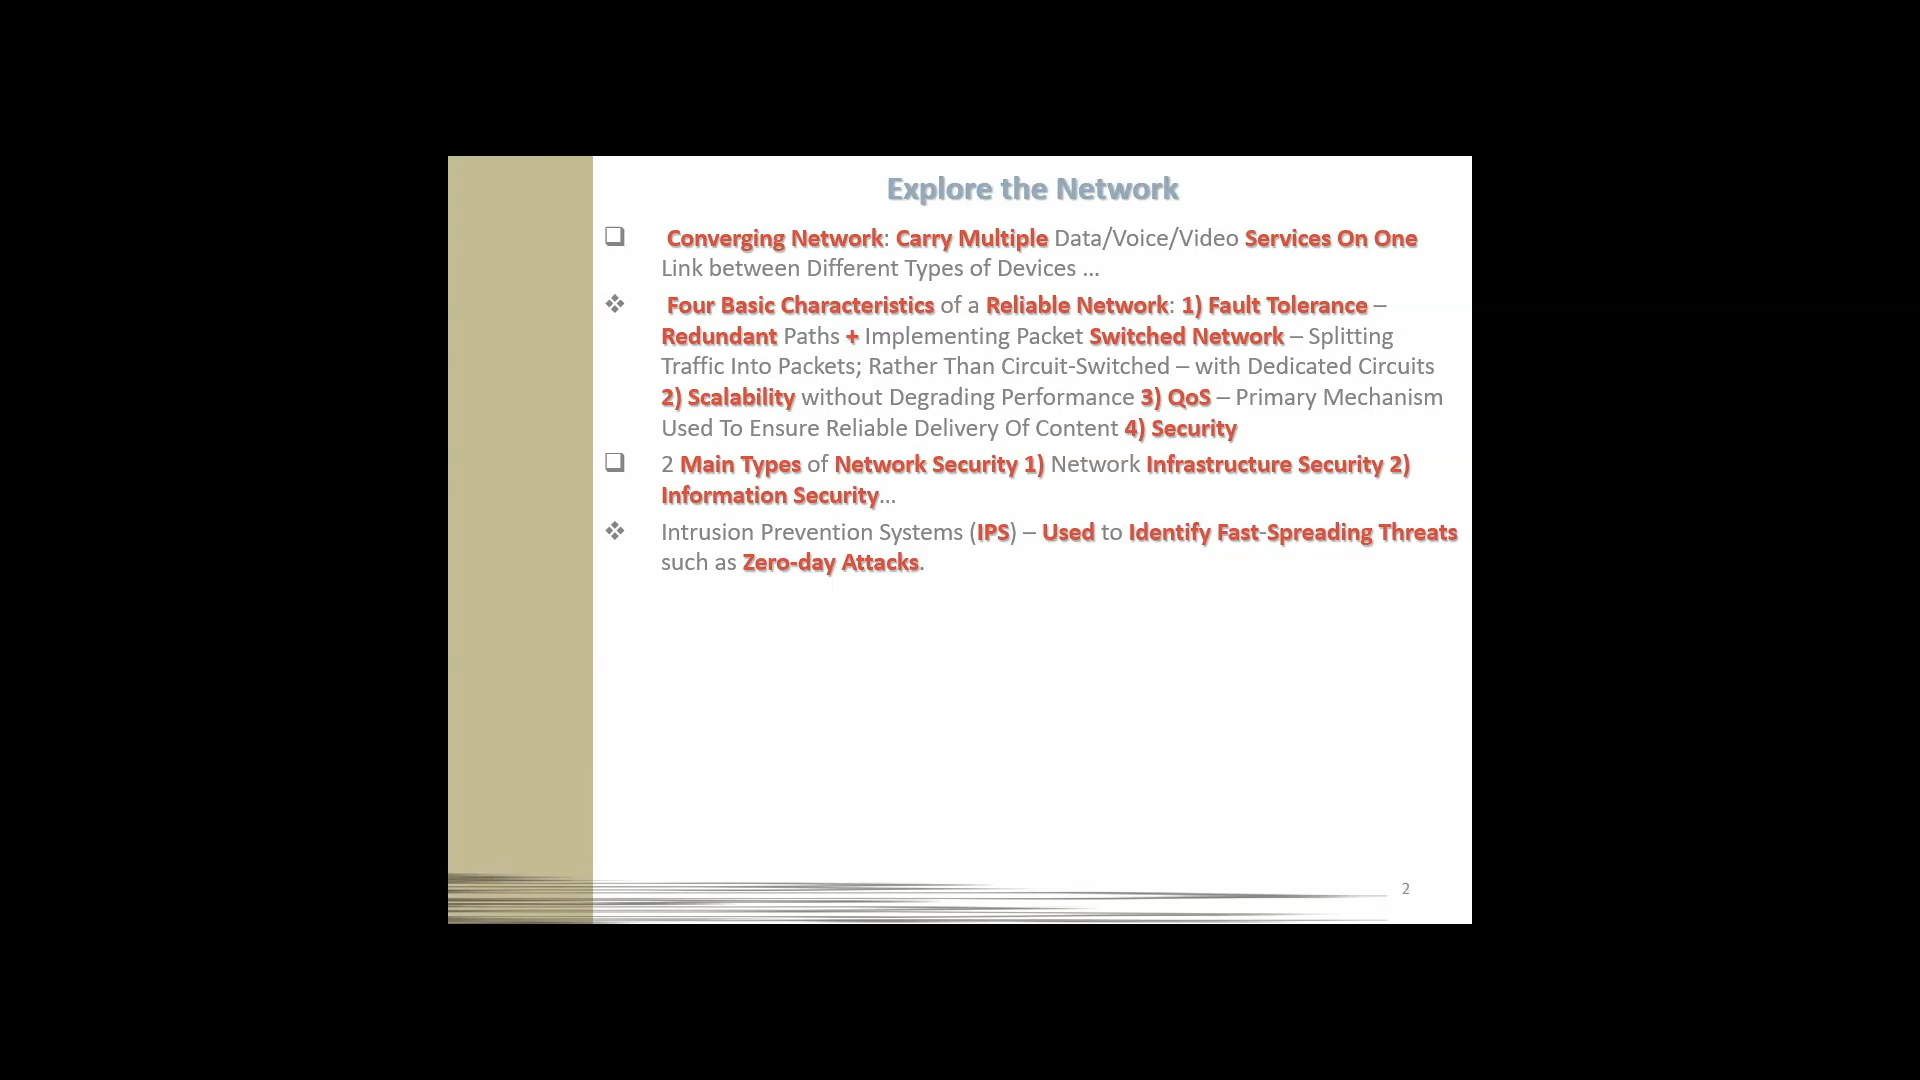 Explore the Network
❑ Converging Network: Carry Multiple Data/Voice/Video Services On One
Link between Different Types of Devices ...
❖ Four Basic Characteristics of a Reliable Network: 1) Fault Tolerance –
Redundant Paths + Implementing Packet Switched Network – Splitting
Traffic Into Packets; Rather Than Circuit-Switched – with Dedicated Circuits
2) Scalability without Degrading Performance 3) QoS – Primary Mechanism
Used To Ensure Reliable Delivery Of Content 4) Security
❑ 2 Main Types of Network Security 1) Network Infrastructure Security 2)
Information Security...
❖ Intrusion Prevention Systems (IPS) – Used to Identify Fast-Spreading Threats
such as Zero-day Attacks.
2